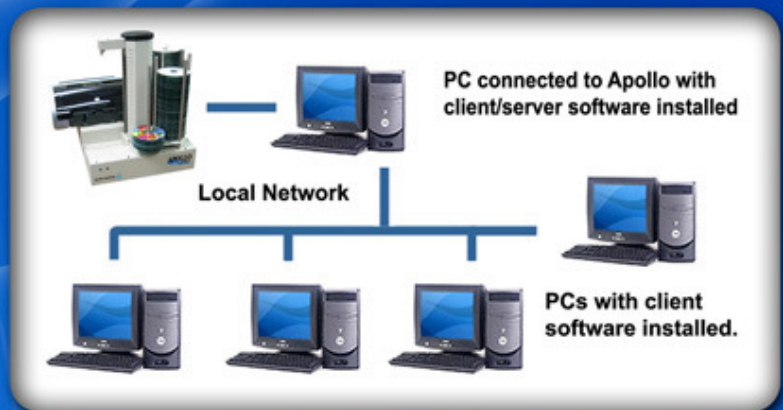 PC connected to Apollo with
client/server software installed
Local Network
PCs with client
software installed.